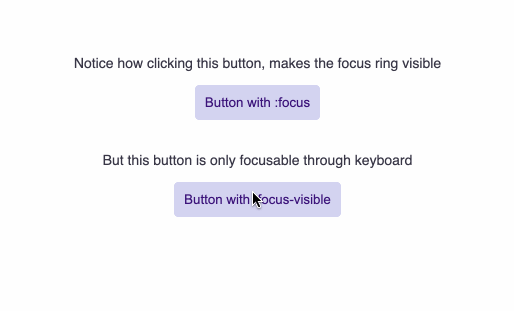 Notice how clicking this button, makes the focus ring visible
Button with :focus
But this button is only focusable through keyboard
Button with :focus-visible